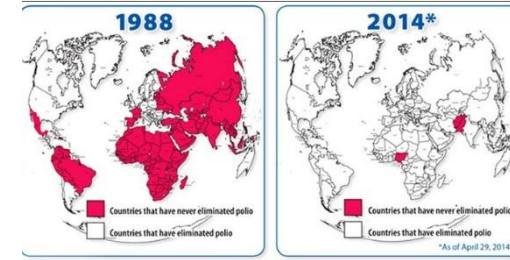 1988
Countries that have never eliminated polio
Countries that have eliminated polio
2014*
Countries that have never eliminated polio
Countries that have eliminated polio
*As of April 29, 2014